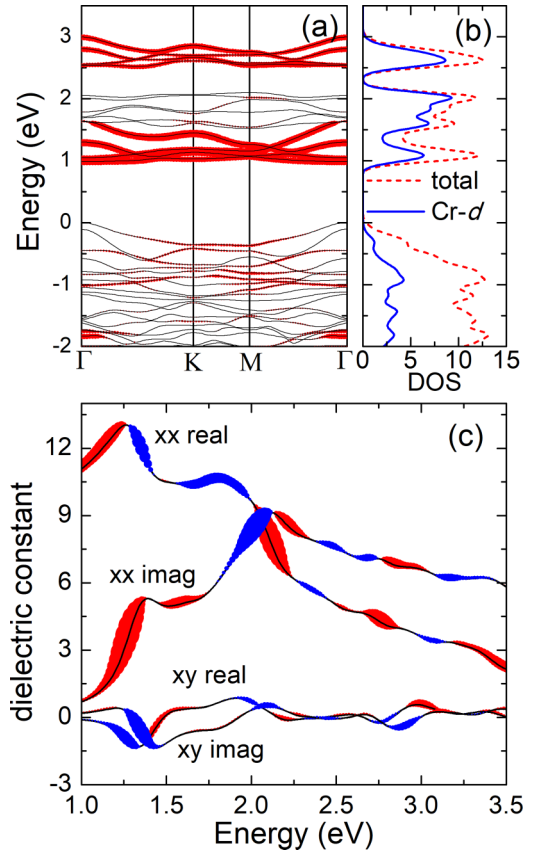 (a)
(b)
3
2
1
0
-1
-2
Energy (eV)
Γ
K
M
Γ
total
Cr-d
0
5
10
15
DOS
(c)
12
9
6
3
0
-3
dielectric constant
xx real
xx imag
xy real
xy imag
1.0
1.5
2.0
2.5
3.0
3.5
Energy (eV)